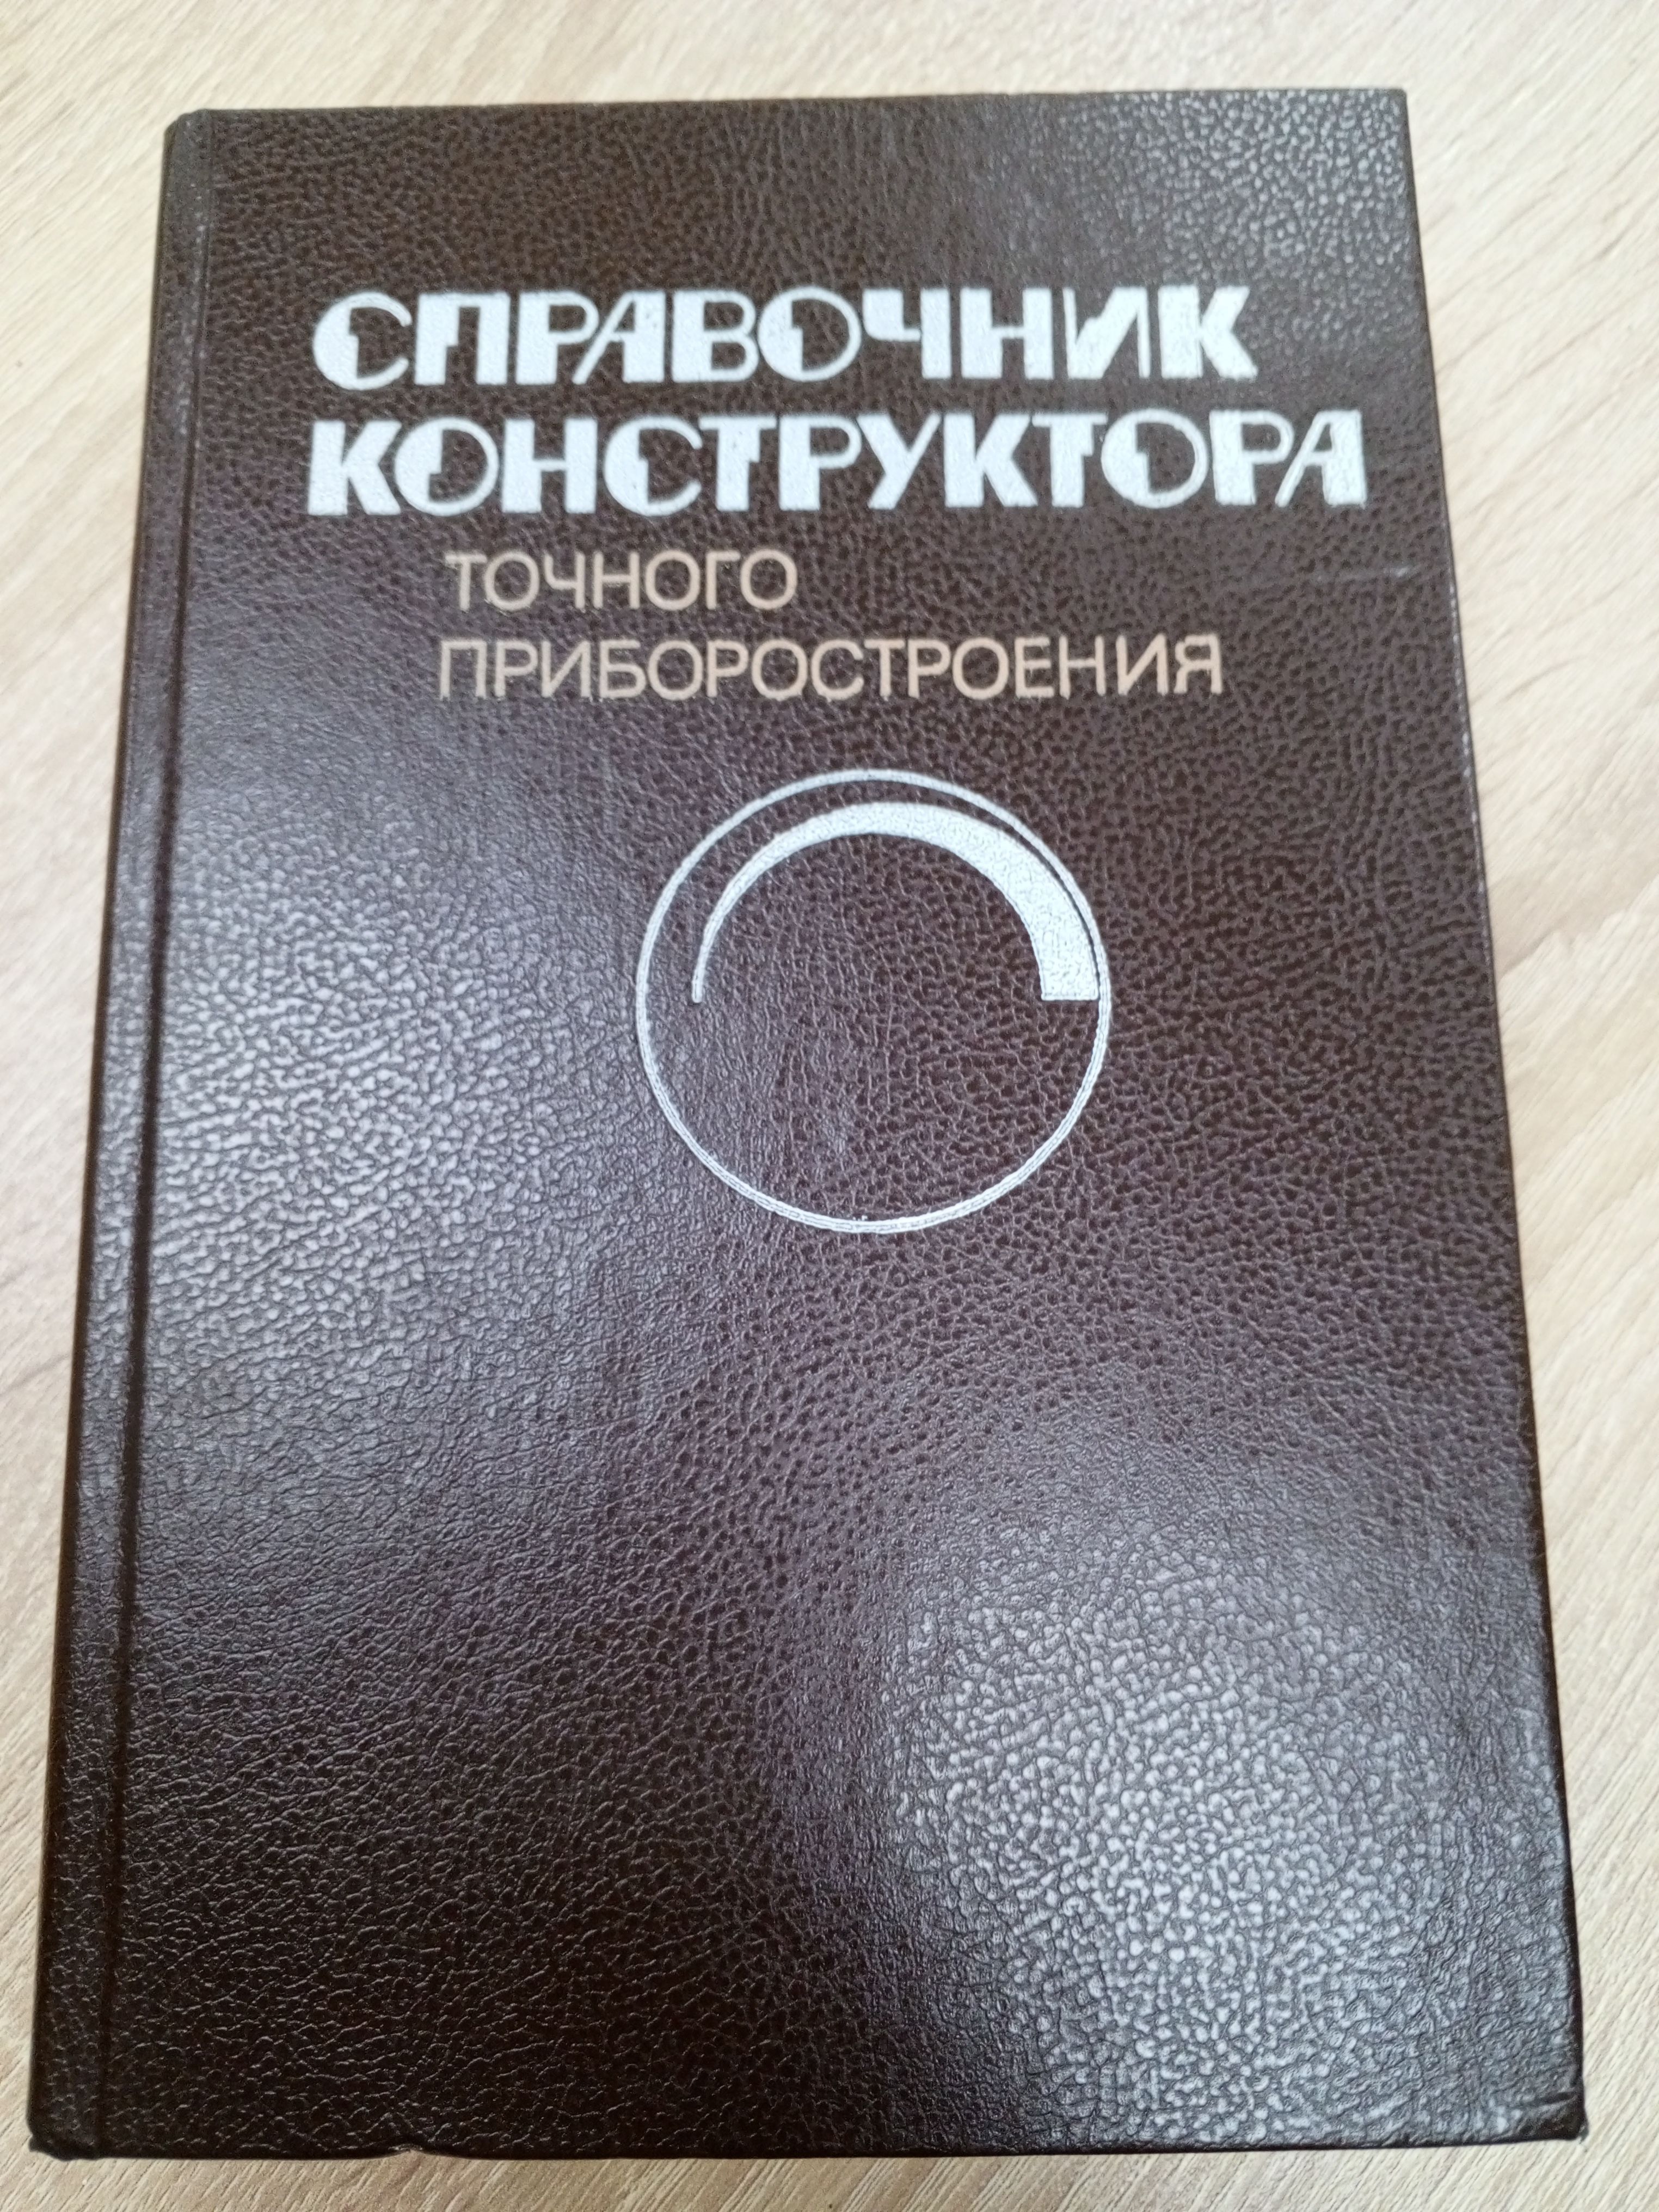 СПРАВОЧНИК
КОНСТРУКТОРА
ТОЧНОГО
ПРИБОРОСТРОЕНИЯ